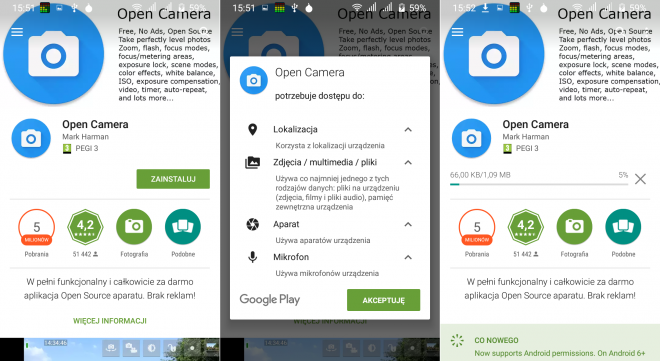 15:51
59%
Open Camera
Free, No Ads, Open Source
Take perfectly level photos
Zoom, flash, focus modes,
focus/metering areas,
exposure lock, scene modes,
color effects, white balance,
ISO, exposure compensation,
video, timer, auto-repeat,
and lots more...
Open Camera
Mark Harman
3 PEGI 3
ZAINSTALUJ
5
MILIONÓW
Pobrania
4,2
51 442
Fotografia
Podobne
W pełni funkcjonalny i całkowicie za darmo
aplikacja Open Source aparatu. Brak reklam!
WIĘCEJ INFORMACJI
14:54:46
15:51
59%
Open Camera
potrzebuje dostępu do:
Lokalizacja
Korzysta z lokalizacji urządzenia
Zdjęcia / multimedia / pliki
Używa co najmniej jednego z tych
rodzajów danych: pliki na urządzeniu
(zdjęcia, filmy i pliki audio), pamięć
zewnętrzna urządzenia
Aparat
Używa aparatów urządzenia
Mikrofon
Używa mikrofonów urządzenia
Google Play
AKCEPTUJĘ
15:52
59%
Open Camera
Free, No Ads, Open Source
Take perfectly level photos
Zoom, flash, focus modes,
focus/metering areas,
exposure lock, scene modes,
color effects, white balance,
ISO, exposure compensation,
video, timer, auto-repeat,
and lots more...
Open Camera
Mark Harman
3 PEGI 3
66,00 KB/1,09 MB
5%
5
MILIONÓW
Pobrania
4,2
51 442
Fotografia
Podobne
W pełni funkcjonalny i całkowicie za darmo
aplikacja Open Source aparatu. Brak reklam!
CO NOWEGO
Now supports Android permissions. On Android 6+